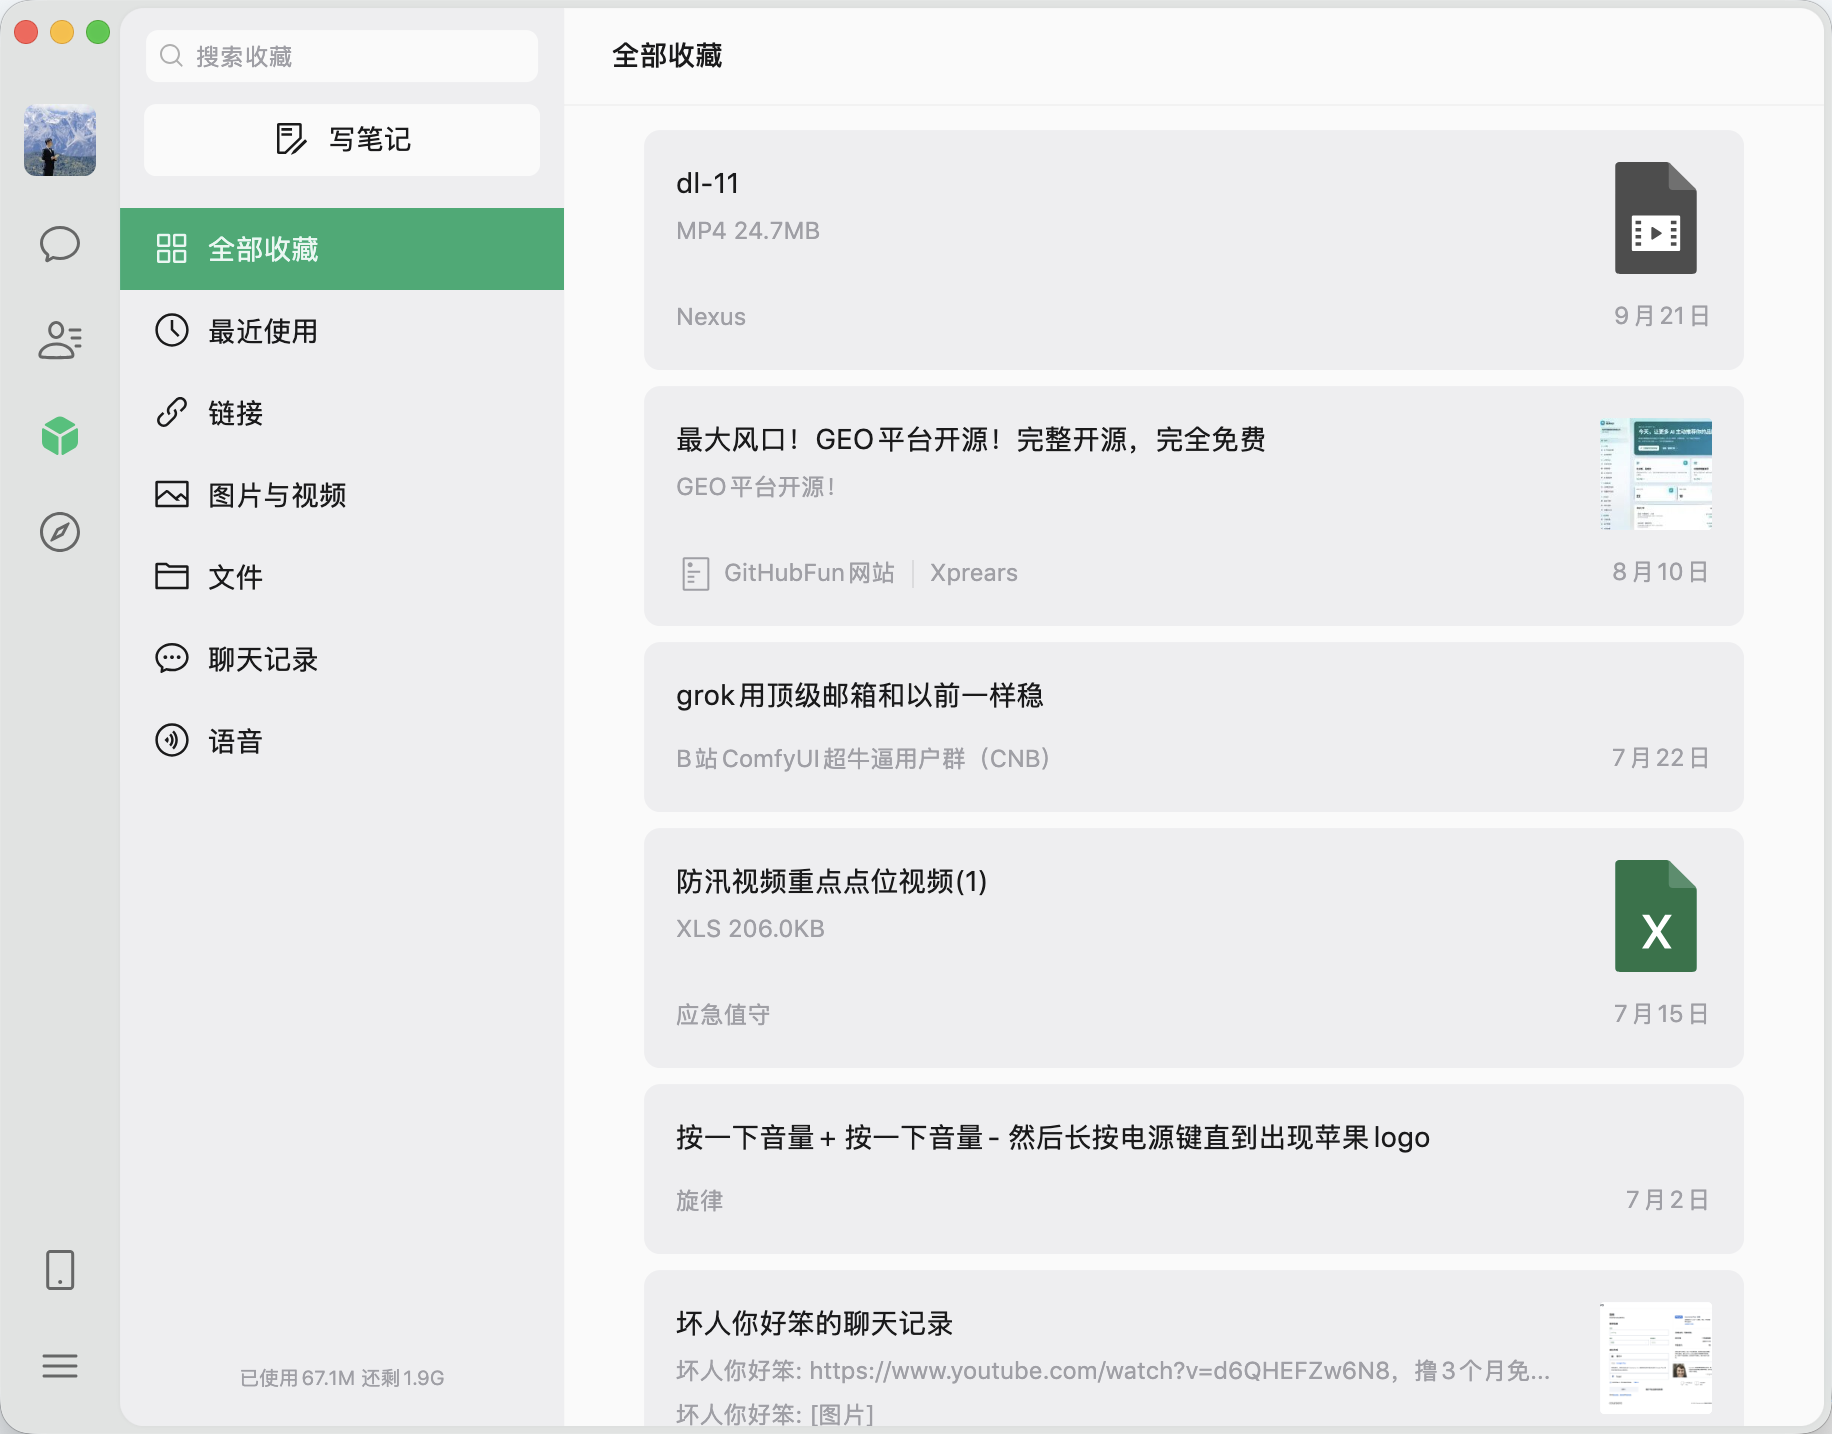 搜索收藏
写笔记
全部收藏
最近使用
链接
图片与视频
文件
聊天记录
语音
已使用67.1M 还剩1.9G
全部收藏
dl-11
MP4 24.7MB
Nexus
9月21日
最大风口！GEO平台开源！完整开源，完全免费
GEO平台开源！
GitHubFun网站 Xprears
8月10日
grok用顶级邮箱和以前一样稳
B站ComfyUI超牛逼用户群（CNB）
7月22日
防汛视频重点点位视频(1)
XLS 206.0KB
X
应急值守
7月15日
按一下音量+ 按一下音量- 然后长按电源键直到出现苹果logo
旋律
7月2日
坏人你好笨的聊天记录
坏人你好笨: https://www.youtube.com/watch?v=d6QHEFZw6N8，撸3个月免...
坏人你好笨: [图片]